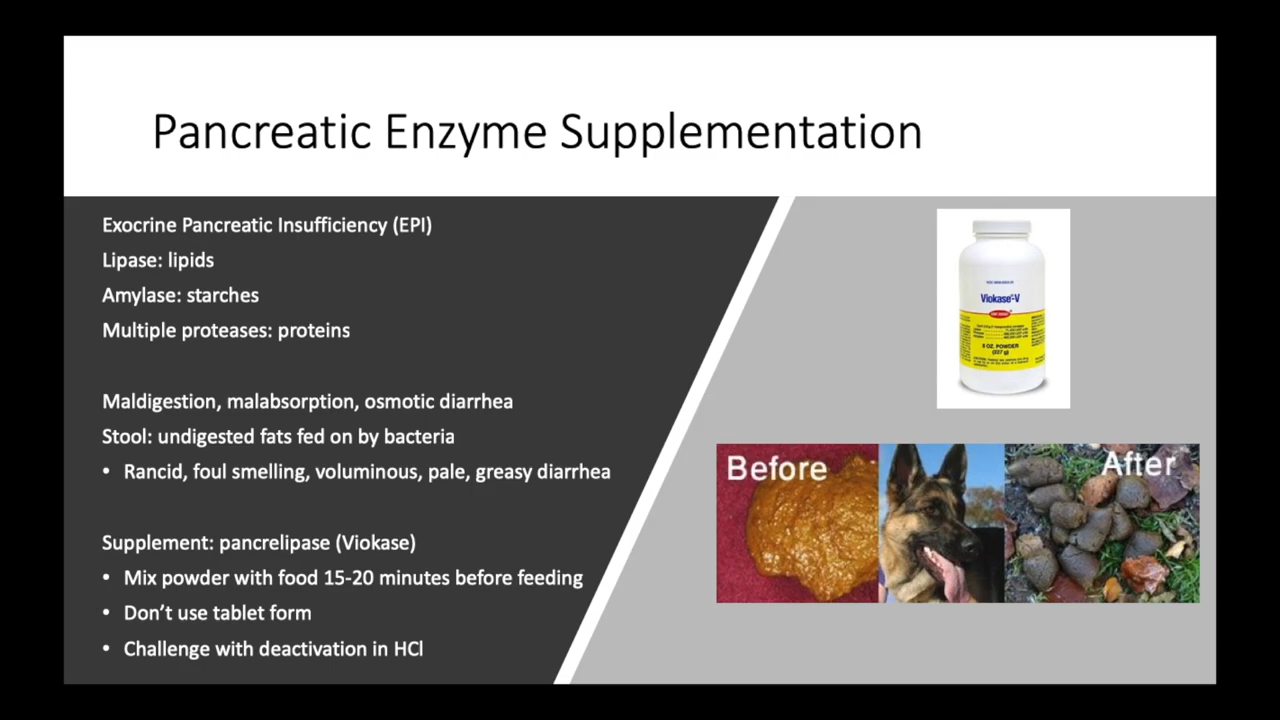 Pancreatic Enzyme Supplementation
Exocrine Pancreatic Insufficiency (EPI)
Lipase: lipids
Amylase: starches
Multiple proteases: proteins
Maldigestion, malabsorption, osmotic diarrhea
Stool: undigested fats fed on by bacteria
• Rancid, foul smelling, voluminous, pale, greasy diarrhea
Supplement: pancrelipase (Viokase)
• Mix powder with food 15-20 minutes before feeding
• Don't use tablet form
• Challenge with deactivation in HCl
Viokase-V
8 OZ. POWDER
(227 g)
Before
After